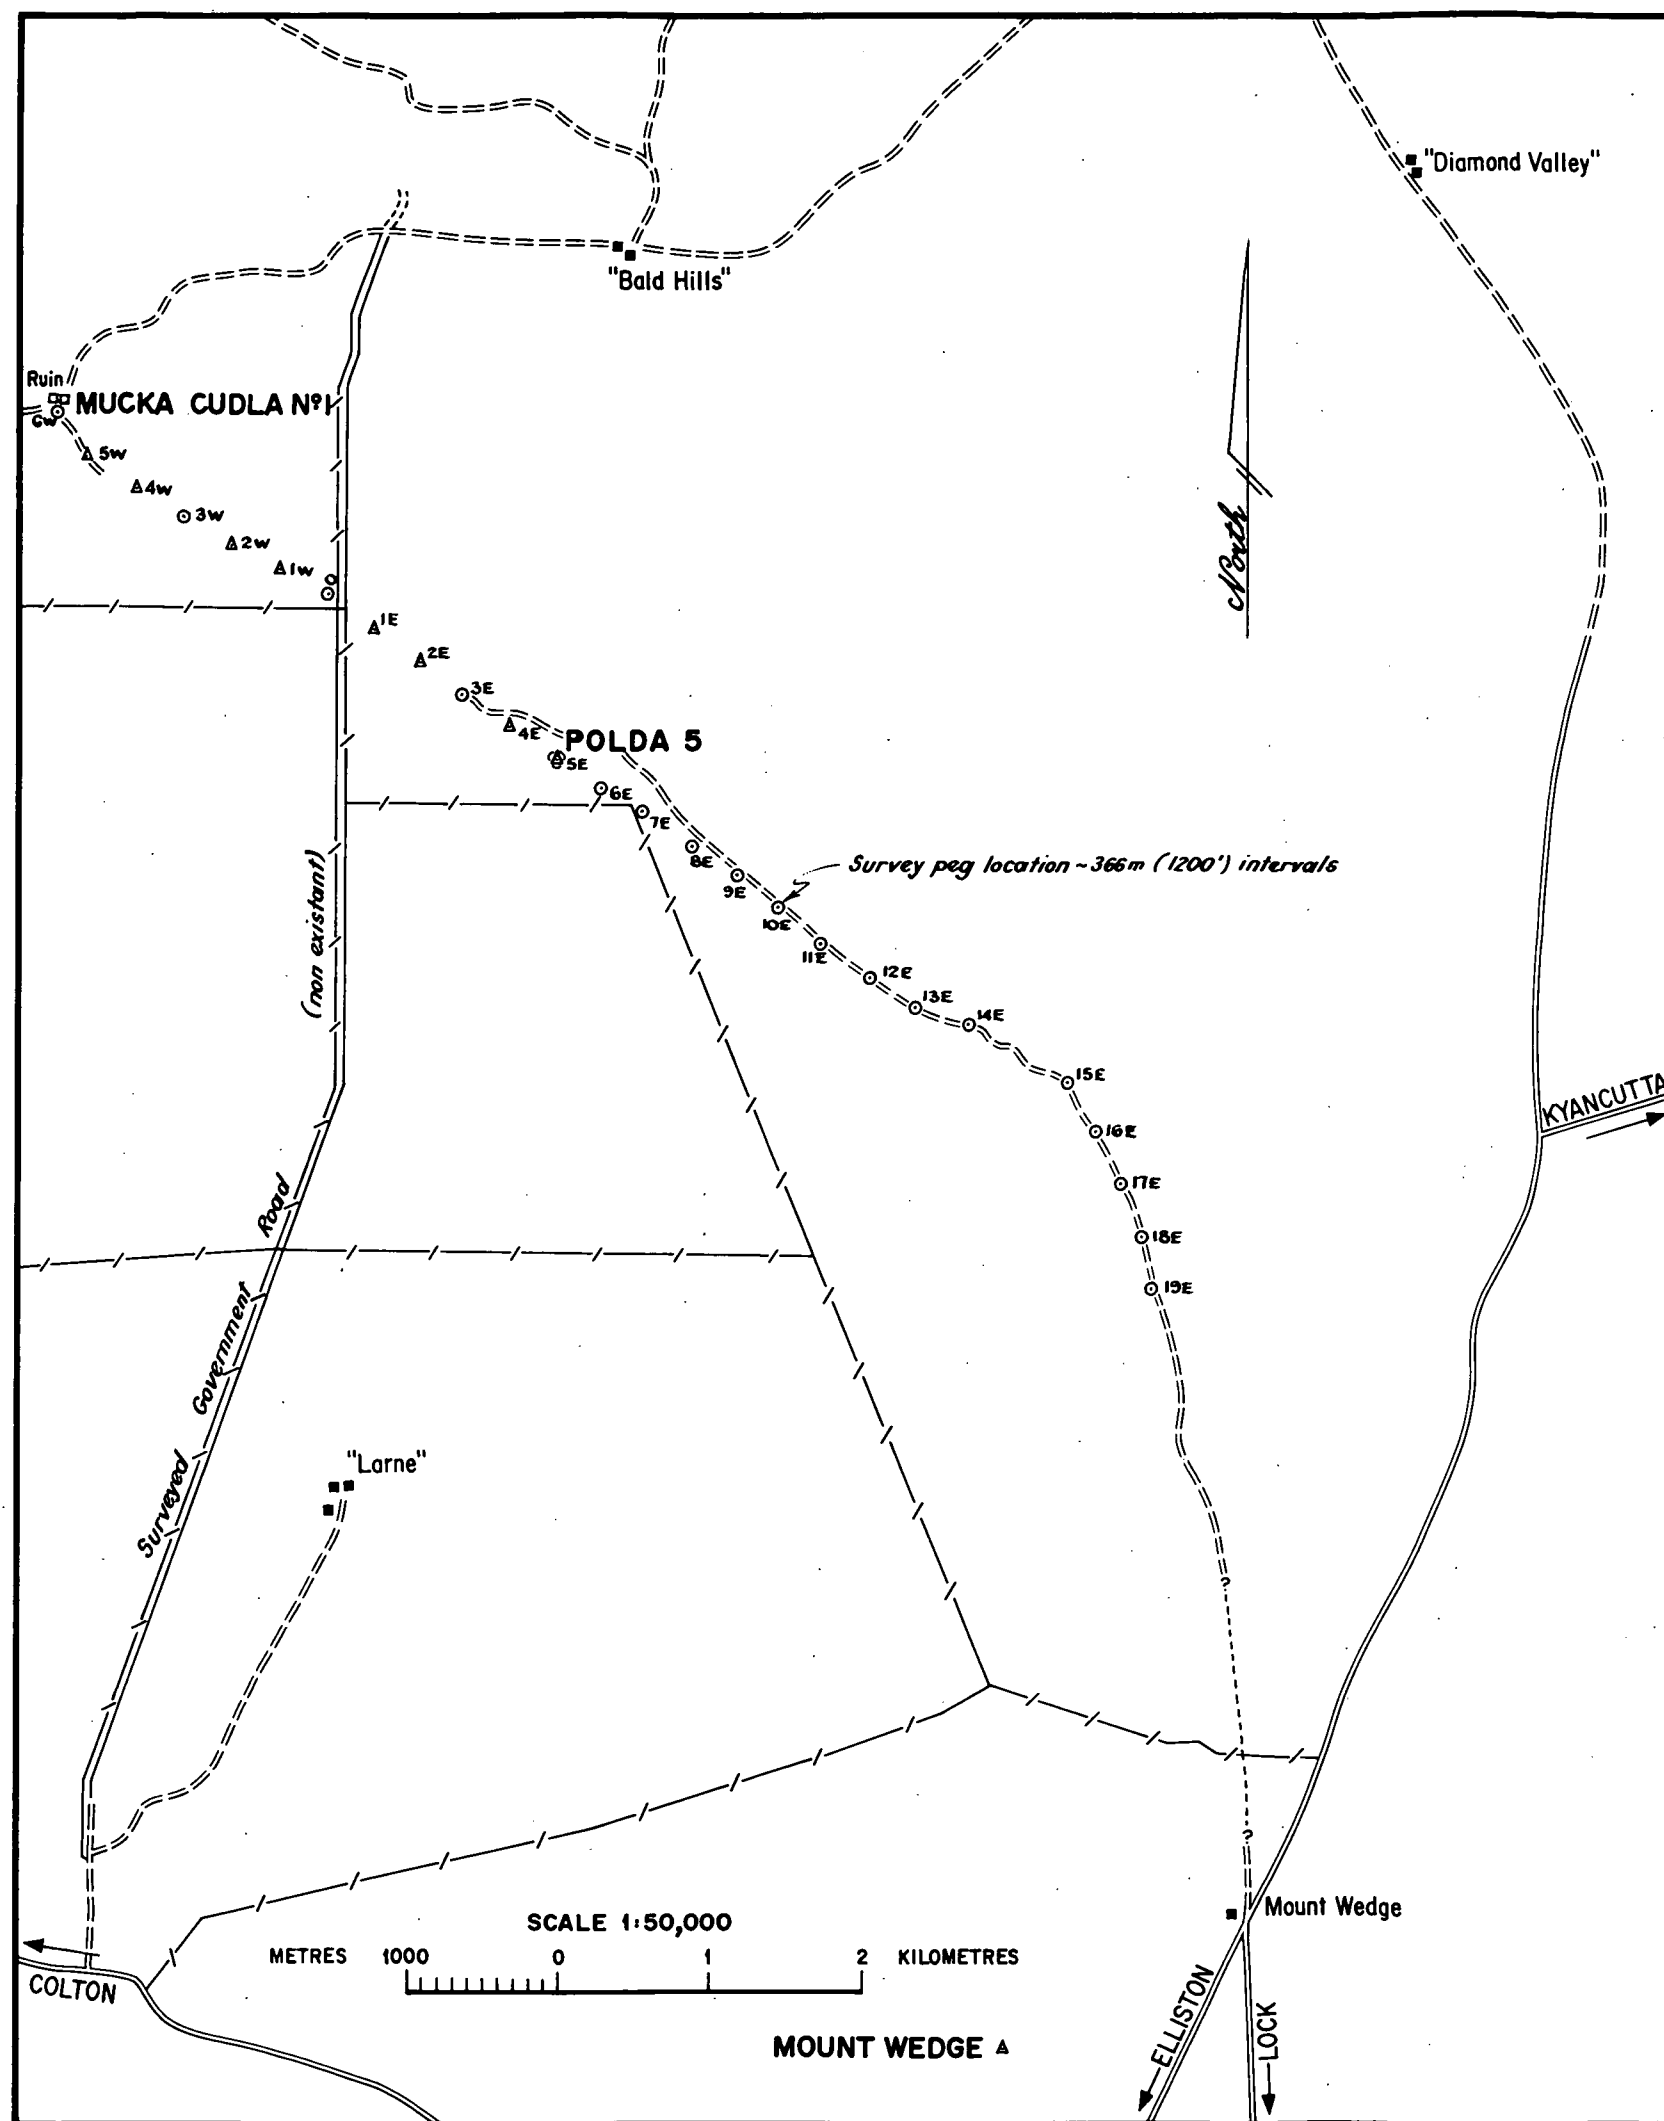 "Diamond Valley"
"Bald Hills"
Ruin
MUCKA CUDLA Nº1
6W
5W
4W
3W
2W
1W
O
North
1E
2E
3E
4E
POLDA 5
5E
6E
7E
8E
9E
Survey peg location ~ 366m (1200') intervals
10E
11E
12E
13E
14E
15E
16E
17E
18E
19E
(non existant)
KYANCUTTA
Surveyed Government Road
"Larne"
?
?
Mount Wedge
SCALE 1:50,000
METRES 1000 0 1 2 KILOMETRES
COLTON
ELLISTON
LOCK
MOUNT WEDGE